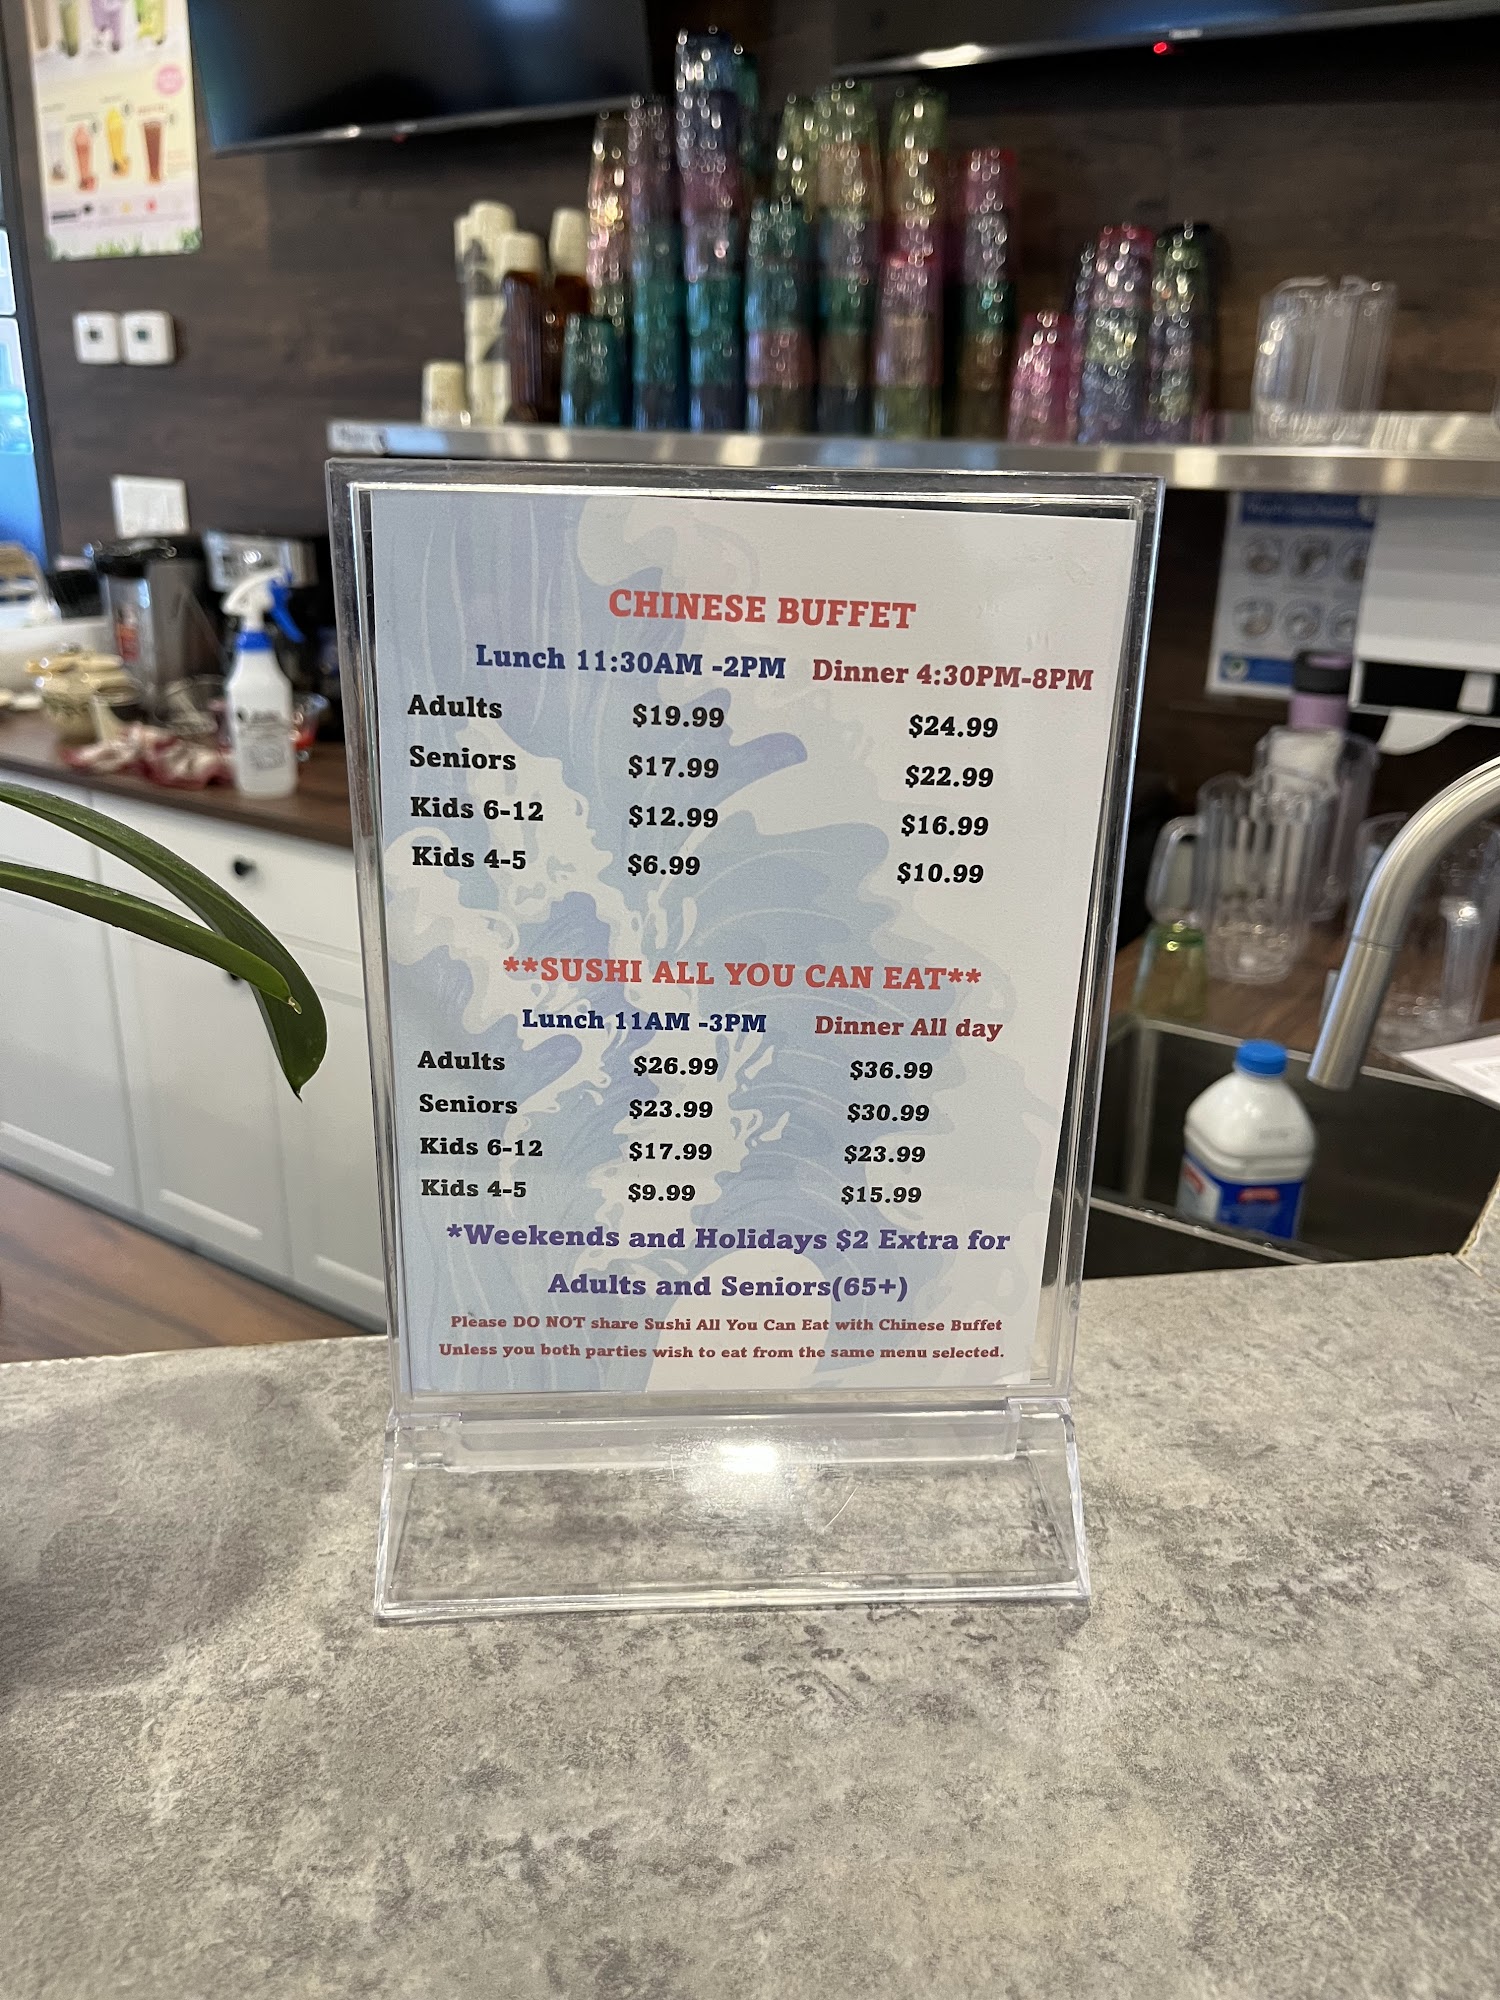 CHINESE BUFFET
Lunch 11:30AM -2PM Dinner 4:30PM-8PM
Adults $19.99 $24.99
Seniors $17.99 $22.99
Kids 6-12 $12.99 $16.99
Kids 4-5 $6.99 $10.99
**SUSHI ALL YOU CAN EAT**
Lunch 11AM -3PM Dinner All day
Adults $26.99 $36.99
Seniors $23.99 $30.99
Kids 6-12 $17.99 $23.99
Kids 4-5 $9.99 $15.99
*Weekends and Holidays $2 Extra for
Adults and Seniors(65+)
Please DO NOT share Sushi All You Can Eat with Chinese Buffet
Unless you both parties wish to eat from the same menu selected.